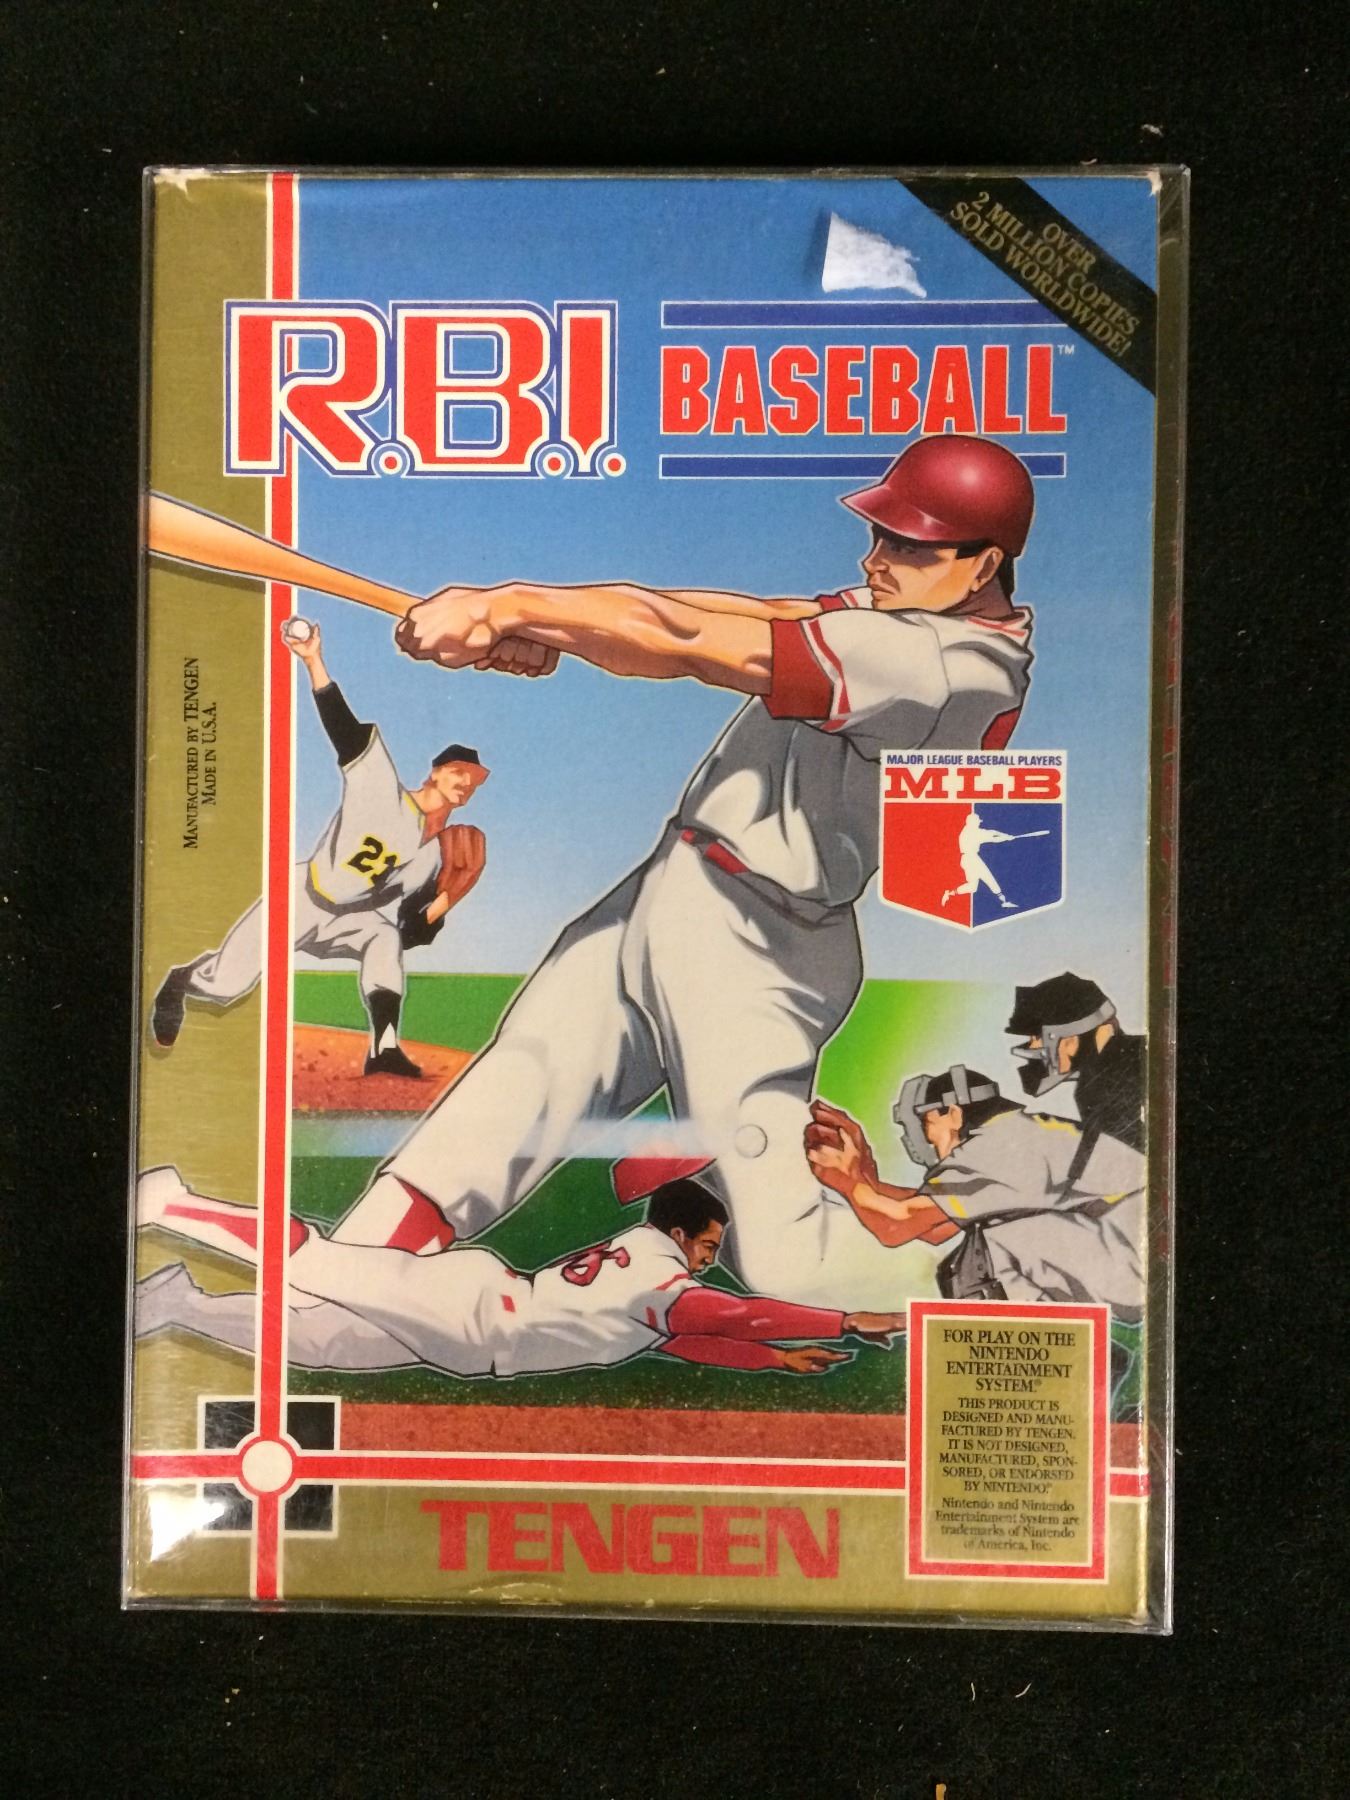 OVER
2 MILLION COPIES
SOLD WORLDWIDE!
R.B.I. BASEBALL™
MANUFACTURED BY TENGEN
MADE IN U.S.A.
21
MAJOR LEAGUE BASEBALL PLAYERS
MLB
FOR PLAY ON THE
NINTENDO
ENTERTAINMENT
SYSTEM®
THIS PRODUCT IS
DESIGNED AND MANU-
FACTURED BY TENGEN.
IT IS NOT DESIGNED,
MANUFACTURED, SPON-
SORED, OR ENDORSED
BY NINTENDO.®
Nintendo and Nintendo
Entertainment System are
trademarks of Nintendo
of America, Inc.
TENGEN